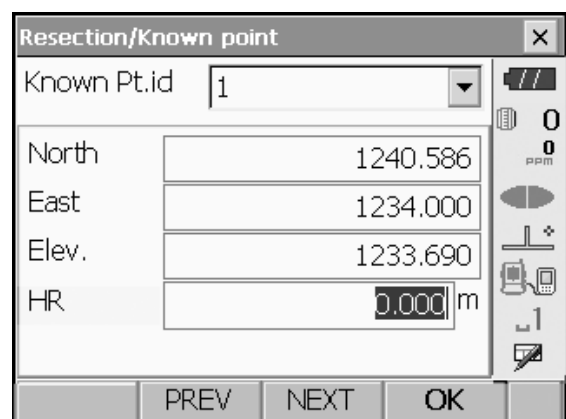 Resection/Known point
Known Pt.id 1
0
0
PPM
North 1240.586
East 1234.000
Elev. 1233.690
HR 0.000 m
1
PREV NEXT OK